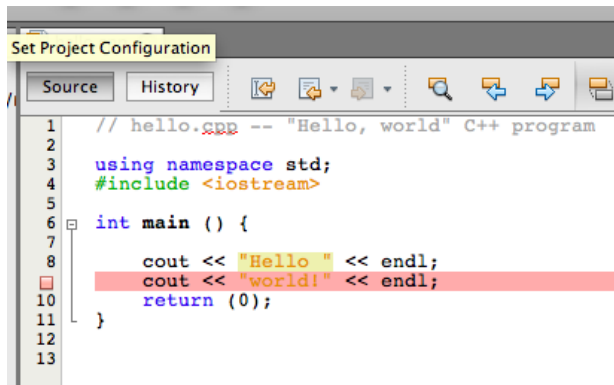 Set Project Configuration
Source History
1 // hello.cpp -- "Hello, world" C++ program
2
3 using namespace std;
4 #include <iostream>
5
6 int main () {
7
8 cout << "Hello " << endl;
cout << "world!" << endl;
10 return (0);
11 }
12
13